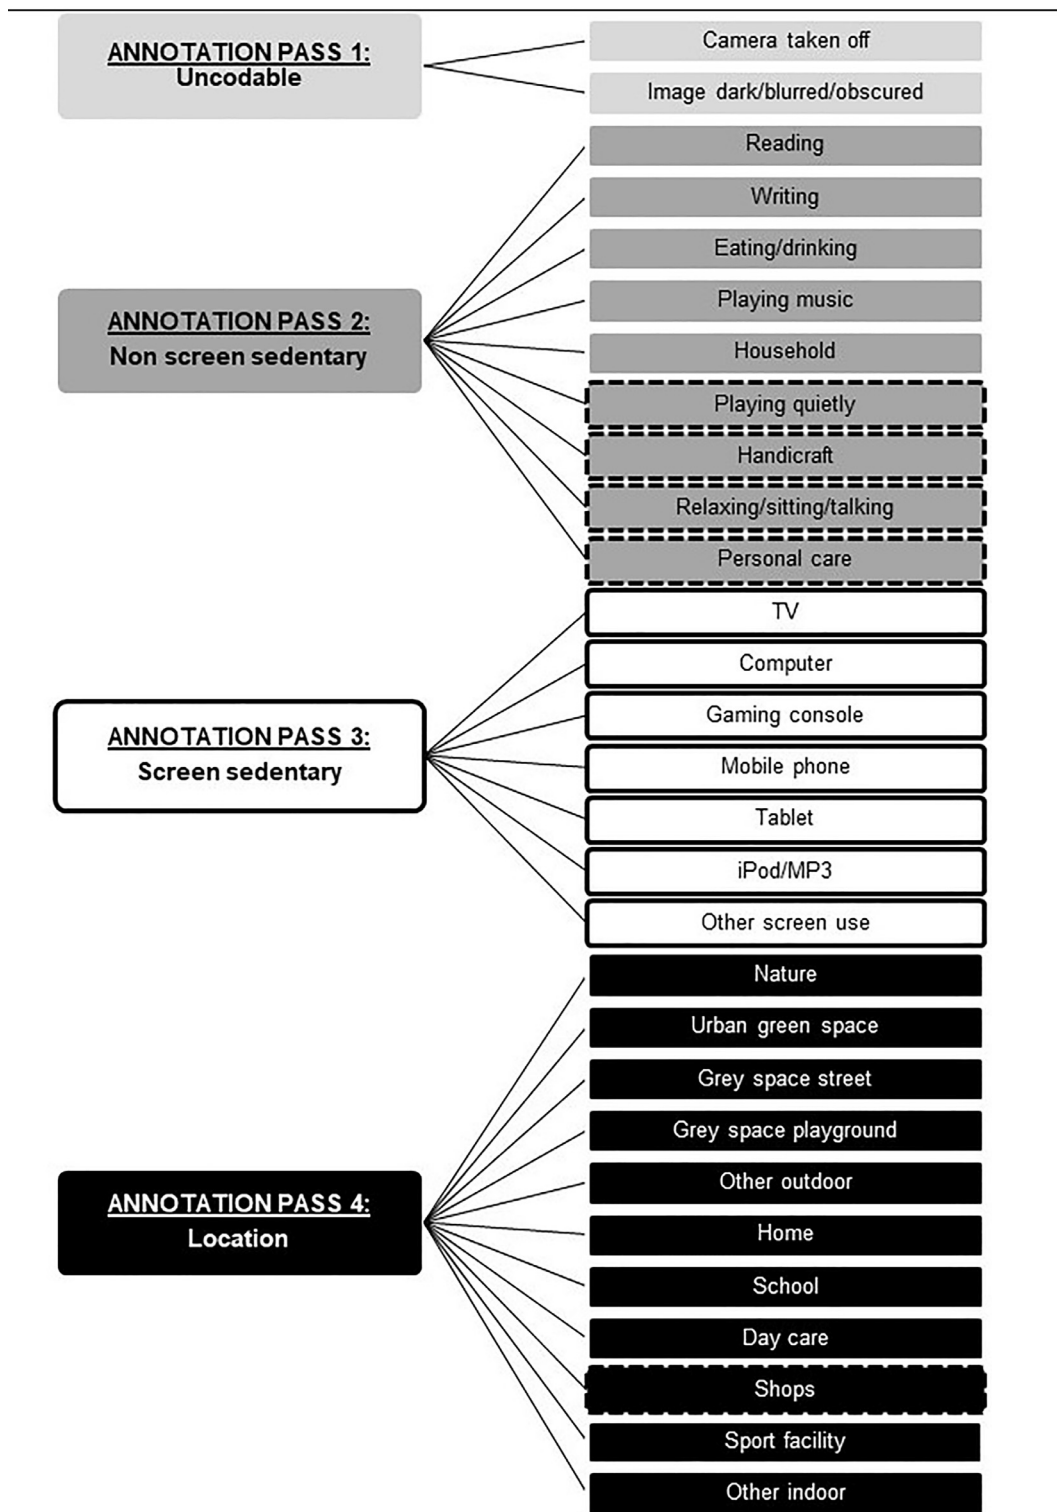 ANNOTATION PASS 1:
Uncodable
Camera taken off
Image dark/blurred/obscured
ANNOTATION PASS 2:
Non screen sedentary
Reading
Writing
Eating/drinking
Playing music
Household
Playing quietly
Handicraft
Relaxing/sitting/talking
Personal care
ANNOTATION PASS 3:
Screen sedentary
TV
Computer
Gaming console
Mobile phone
Tablet
iPod/MP3
Other screen use
ANNOTATION PASS 4:
Location
Nature
Urban green space
Grey space street
Grey space playground
Other outdoor
Home
School
Day care
Shops
Sport facility
Other indoor